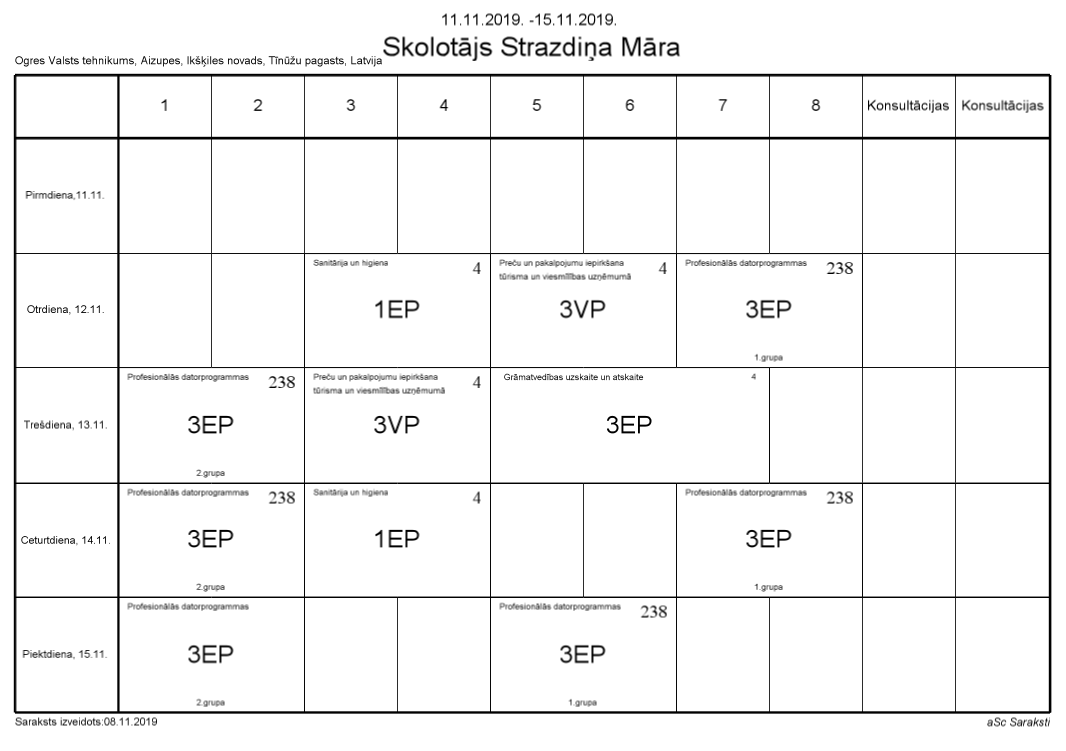 11.11.2019. -15.11.2019.
Skolotājs Strazdiņa Māra
Ogres Valsts tehnikums, Aizupes, Ikšķiles novads, Tīnūžu pagasts, Latvija
1 2 3 4 5 6 7 8 Konsultācijas Konsultācijas
Pirmdiena,11.11.
Otrdiena, 12.11.
Sanitārija un higiena 4
1EP
Preču un pakalpojumu iepirkšana 4
tūrisma un viesmīlības uzņēmumā
3VP
Profesionālās datorprogrammas 238
3EP
1.grupa
Trešdiena, 13.11.
Profesionālās datorprogrammas 238
3EP
2.grupa
Preču un pakalpojumu iepirkšana 4
tūrisma un viesmīlības uzņēmumā
3VP
Grāmatvedības uzskaite un atskaite 4
3EP
Ceturtdiena, 14.11.
Profesionālās datorprogrammas 238
3EP
2.grupa
Sanitārija un higiena 4
1EP
Profesionālās datorprogrammas 238
3EP
1.grupa
Piektdiena, 15.11.
Profesionālās datorprogrammas
3EP
2.grupa
Profesionālās datorprogrammas 238
3EP
1.grupa
Saraksts izveidots:08.11.2019
aSc Saraksti